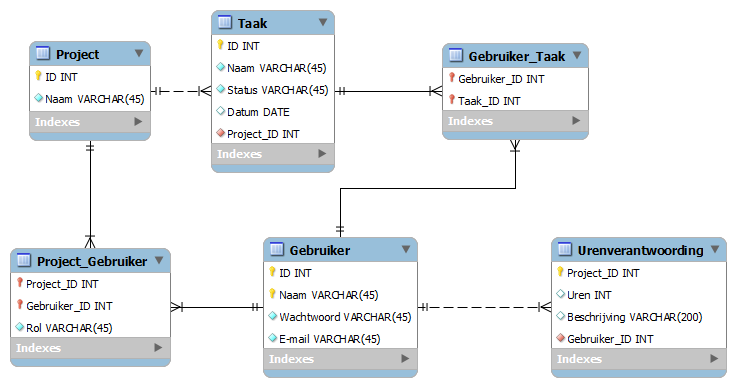 Project
ID INT
Naam VARCHAR(45)
Indexes
Taak
ID INT
Naam VARCHAR(45)
Status VARCHAR(45)
Datum DATE
Project_ID INT
Indexes
Gebruiker_Taak
Gebruiker_ID INT
Taak_ID INT
Indexes
Project_Gebruiker
Project_ID INT
Gebruiker_ID INT
Rol VARCHAR(45)
Indexes
Gebruiker
ID INT
Naam VARCHAR(45)
Wachtwoord VARCHAR(45)
E-mail VARCHAR(45)
Indexes
Urenverantwoording
Project_ID INT
Uren INT
Beschrijving VARCHAR(200)
Gebruiker_ID INT
Indexes